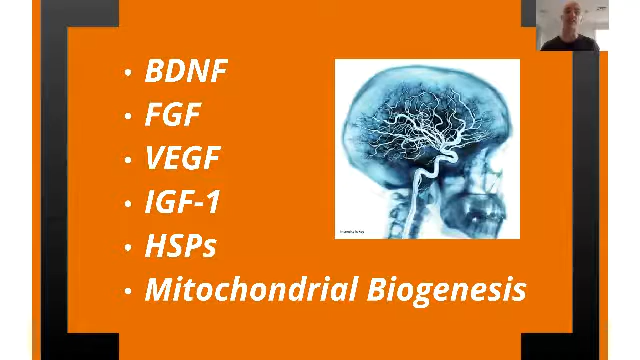 • BDNF
• FGF
• VEGF
• IGF-1
• HSPs
• Mitochondrial Biogenesis